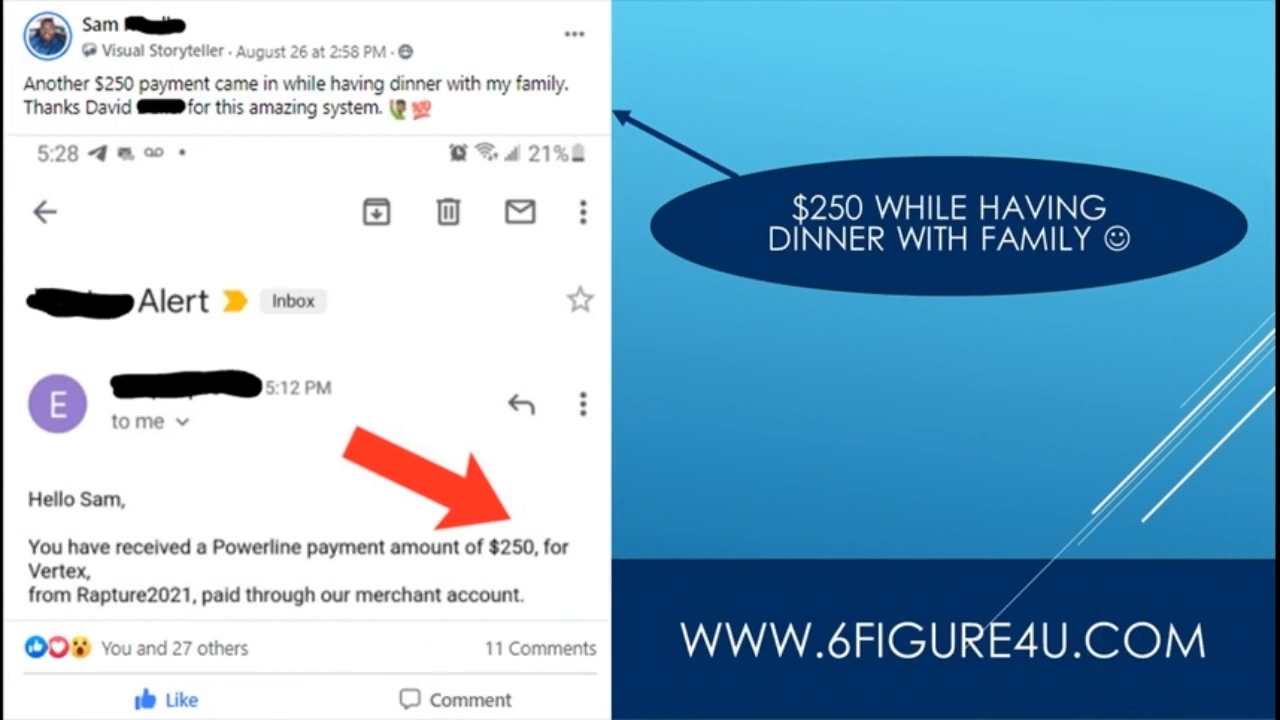 Sam
Visual Storyteller · August 26 at 2:58 PM ·
Another $250 payment came in while having dinner with my family.
Thanks David for this amazing system. 🙋🏾‍♂️💯
5:28
21%
Alert
Inbox
E
5:12 PM
to me
Hello Sam,
You have received a Powerline payment amount of $250, for
Vertex,
from Rapture2021, paid through our merchant account.
You and 27 others
11 Comments
Like
Comment
$250 WHILE HAVING
DINNER WITH FAMILY ☺
WWW.6FIGURE4U.COM